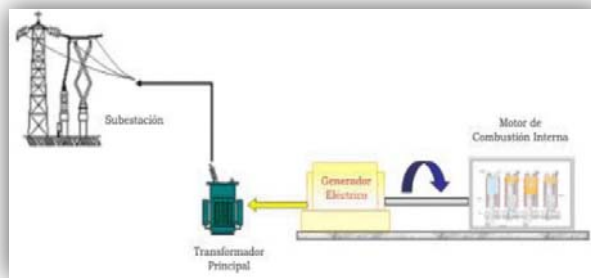 Subestación
Motor de
Combustión Interna
Generador
Eléctrico
Transformador
Principal